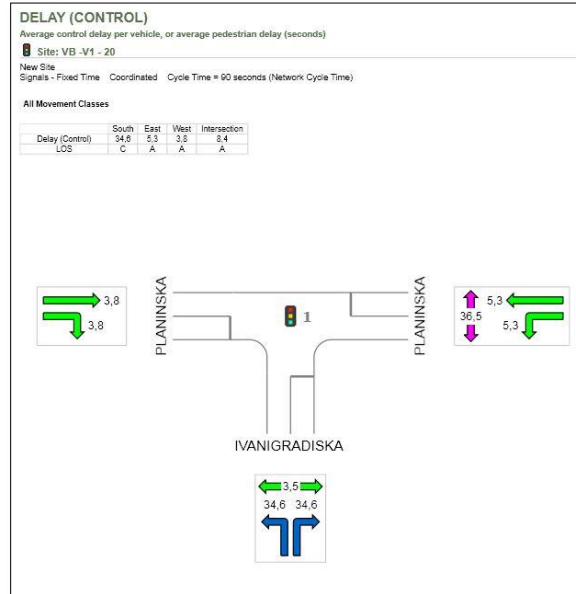 DELAY (CONTROL)
Average control delay per vehicle, or average pedestrian delay (seconds)
Site: VB -V1 - 20
New Site
Signals - Fixed Time Coordinated Cycle Time = 90 seconds (Network Cycle Time)
All Movement Classes
South East West Intersection
Delay (Control) 34,6 5,3 3,8 8,4
LOS C A A A
3,8
3,8
PLANINSKA
1
PLANINSKA
5,3
36,5
5,3
IVANIGRADISKA
3,5
34,6 34,6